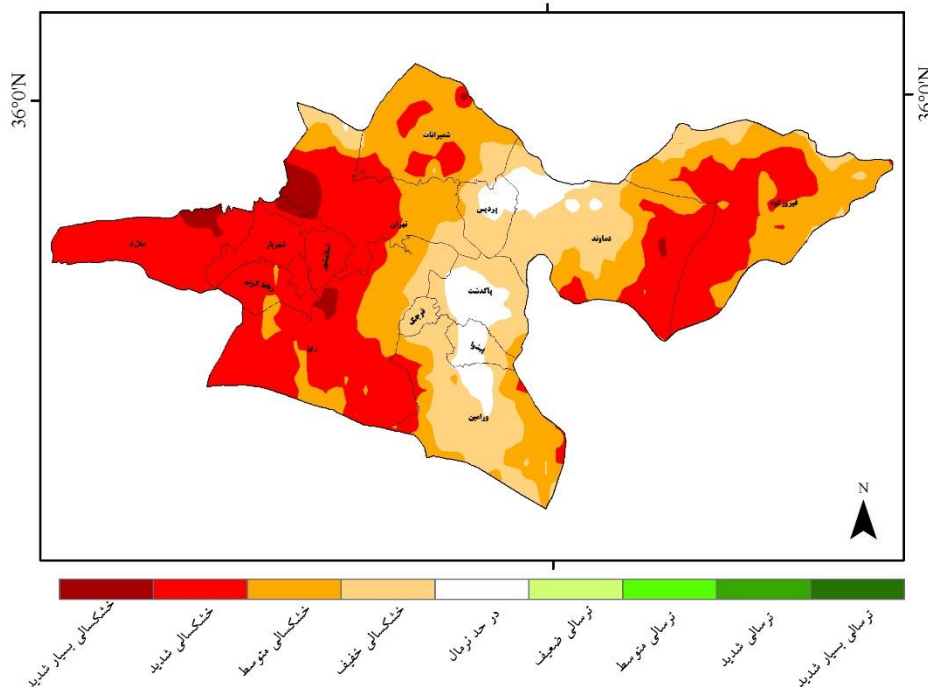 36°0'N
36°0'N
شمیرانات
فیروزکوه
پردیس
تهران
دماوند
ملارد
شهریار
اسلامشهر
رباط کریم
پاکدشت
قرچک
ری
پیشوا
ورامین
N
خشکسالی بسیار شدید
خشکسالی شدید
خشکسالی متوسط
خشکسالی خفیف
در حد نرمال
ترسالی ضعیف
ترسالی متوسط
ترسالی شدید
ترسالی بسیار شدید